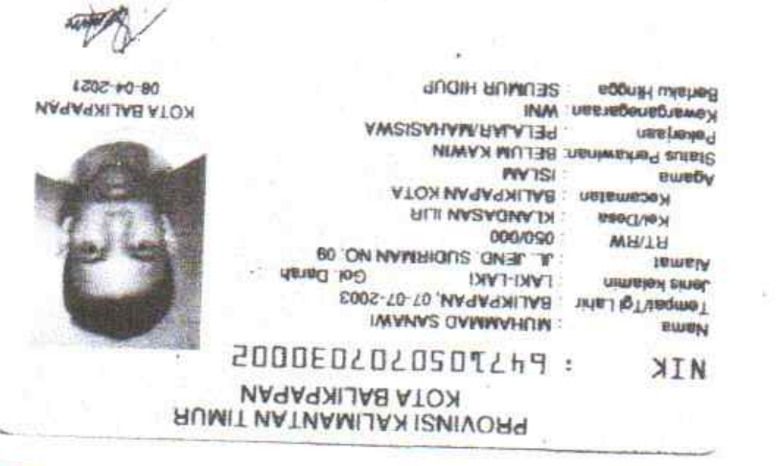 PROVINSI KALIMANTAN TIMUR
KOTA BALIKPAPAN
NIK : 6471050707030002
Nama : MUHAMMAD SANAWI
Tempat/Tgl Lahir : BALIKPAPAN, 07-07-2003
Jenis kelamin : LAKI-LAKI Gol. Darah :
Alamat : JL. JEND. SUDIRMAN NO. 09
RT/RW : 050/000
Kel/Desa : KLANDASAN ILIR
Kecamatan : BALIKPAPAN KOTA
Agama : ISLAM
Status Perkawinan: BELUM KAWIN
Pekerjaan : PELAJAR/MAHASISWA
Kewarganegaraan: WNI
Berlaku Hingga : SEUMUR HIDUP
KOTA BALIKPAPAN
08-04-2021